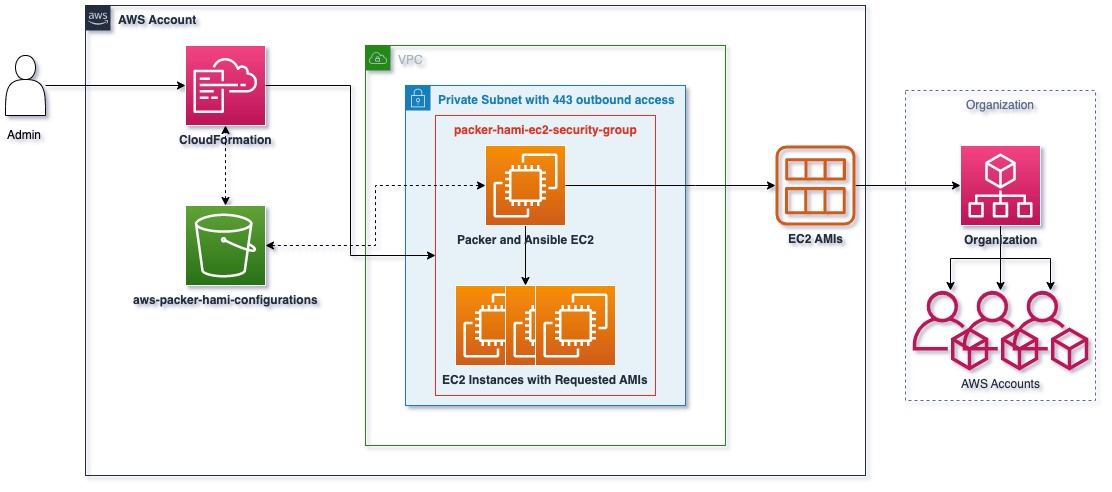 aws
AWS Account
VPC
Private Subnet with 443 outbound access
Organization
packer-hami-ec2-security-group
Admin
CloudFormation
Packer and Ansible EC2
EC2 AMIs
Organization
aws-packer-hami-configurations
EC2 Instances with Requested AMIs
AWS Accounts